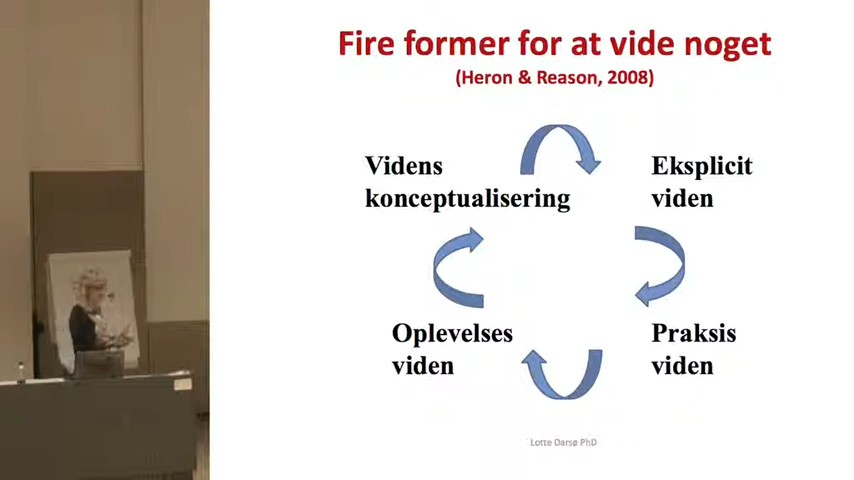 Fire former for at vide noget
(Heron & Reason, 2008)
Videns
konceptualisering
Eksplicit
viden
Oplevelses
viden
Praksis
viden
Lotte Darsø PhD